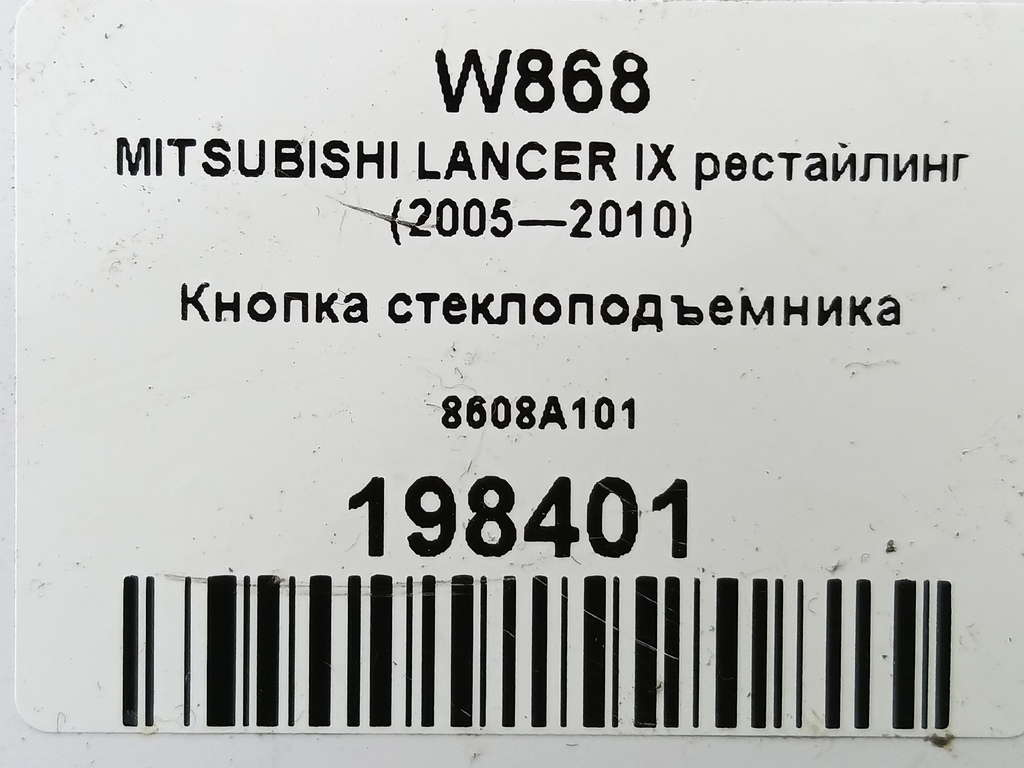 W868
MITSUBISHI LANCER IX рестайлинг
(2005—2010)
Кнопка стеклоподъемника
8608A101
198401